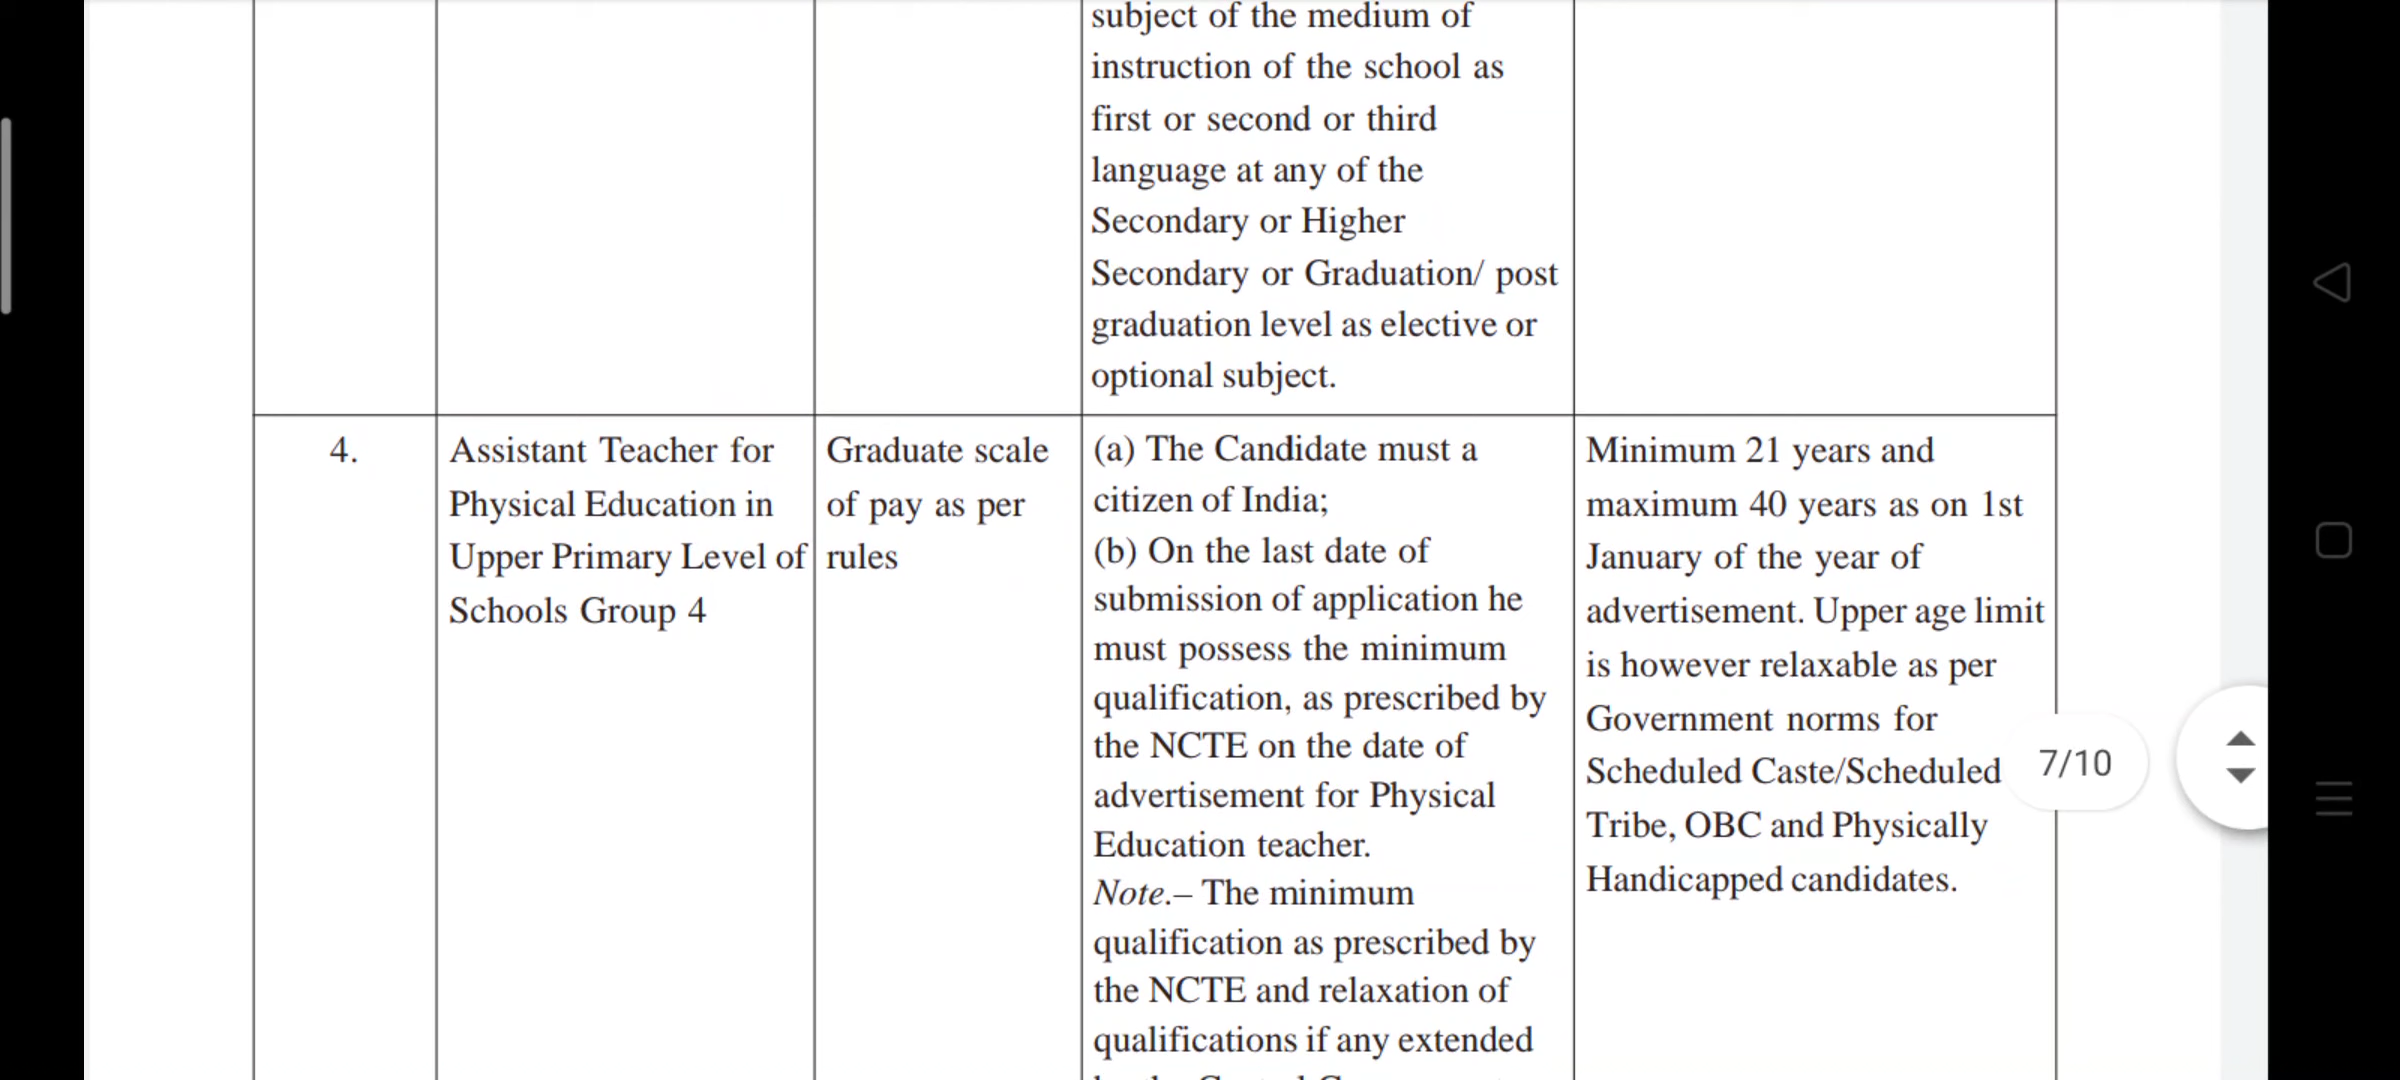 subject of the medium of
instruction of the school as
first or second or third
language at any of the
Secondary or Higher
Secondary or Graduation/ post
graduation level as elective or
optional subject.
4.
Assistant Teacher for
Physical Education in
Upper Primary Level of
Schools Group 4
Graduate scale
of pay as per
rules
(a) The Candidate must a
citizen of India;
(b) On the last date of
submission of application he
must possess the minimum
qualification, as prescribed by
the NCTE on the date of
advertisement for Physical
Education teacher.
Note.– The minimum
qualification as prescribed by
the NCTE and relaxation of
qualifications if any extended
Minimum 21 years and
maximum 40 years as on 1st
January of the year of
advertisement. Upper age limit
is however relaxable as per
Government norms for
Scheduled Caste/Scheduled
Tribe, OBC and Physically
Handicapped candidates.
7/10